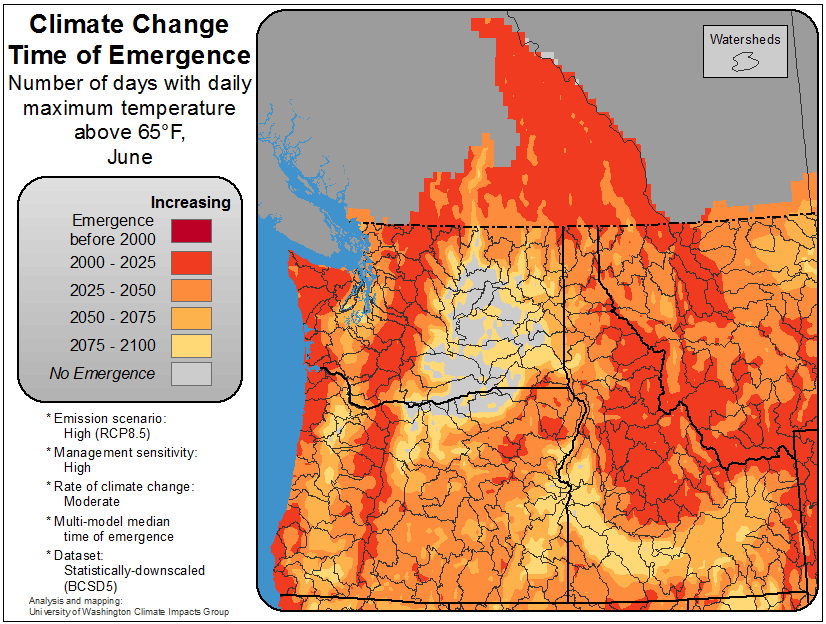 Climate Change
Time of Emergence
Number of days with daily
maximum temperature
above 65°F,
June
Increasing
Emergence
before 2000
2000 - 2025
2025 - 2050
2050 - 2075
2075 - 2100
No Emergence
* Emission scenario:
High (RCP8.5)
* Management sensitivity:
High
* Rate of climate change:
Moderate
* Multi-model median
time of emergence
* Dataset:
Statistically-downscaled
(BCSD5)
Analysis and mapping:
University of Washington Climate Impacts Group
Watersheds